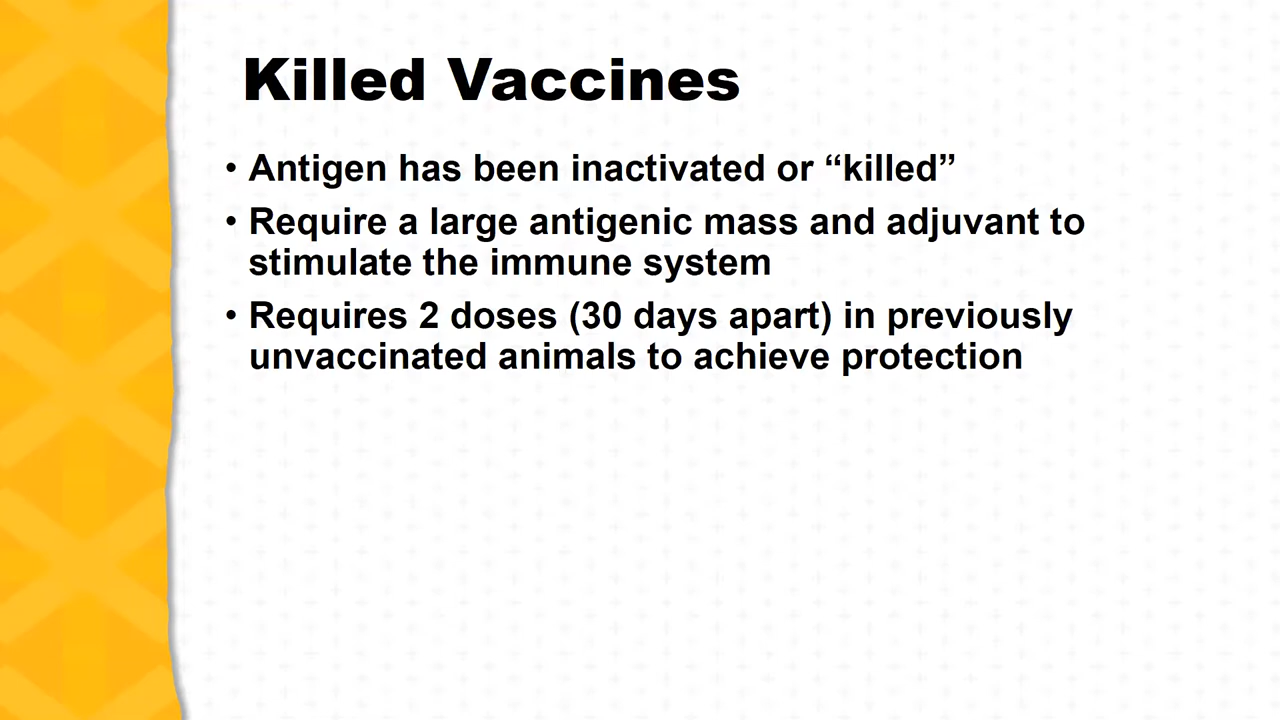 Killed Vaccines
• Antigen has been inactivated or “killed”
• Require a large antigenic mass and adjuvant to
stimulate the immune system
• Requires 2 doses (30 days apart) in previously
unvaccinated animals to achieve protection